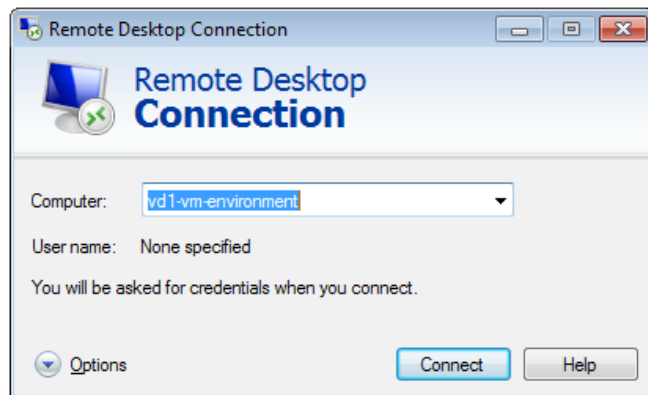 Remote Desktop Connection
Remote Desktop
Connection
Computer: vd1-vm-environment
User name: None specified
You will be asked for credentials when you connect.
Options Connect Help